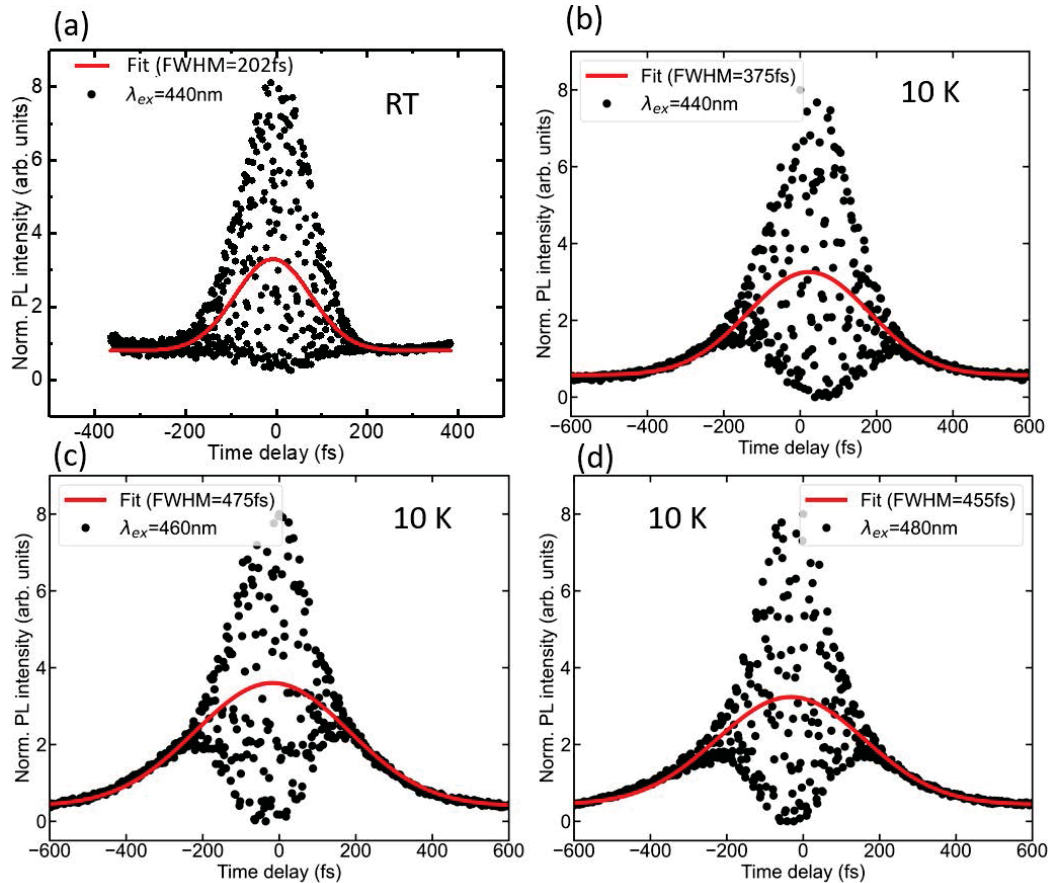 (a)
Fit (FWHM=202fs)
λex=440nm
RT
Norm. PL intensity (arb. units)
8
6
4
2
0
-400
-200
0
200
400
Time delay (fs)
(b)
Fit (FWHM=375fs)
λex=440nm
10 K
Norm. PL intensity (arb. units)
8
6
4
2
0
-600
-400
-200
0
200
400
600
Time delay (fs)
(c)
Fit (FWHM=475fs)
λex=460nm
10 K
Norm. PL intensity (arb. units)
8
6
4
2
0
-600
-400
-200
0
200
400
600
Time delay (fs)
(d)
10 K
Fit (FWHM=455fs)
λex=480nm
Norm. PL intensity (arb. units)
8
6
4
2
0
-600
-400
-200
0
200
400
600
Time delay (fs)